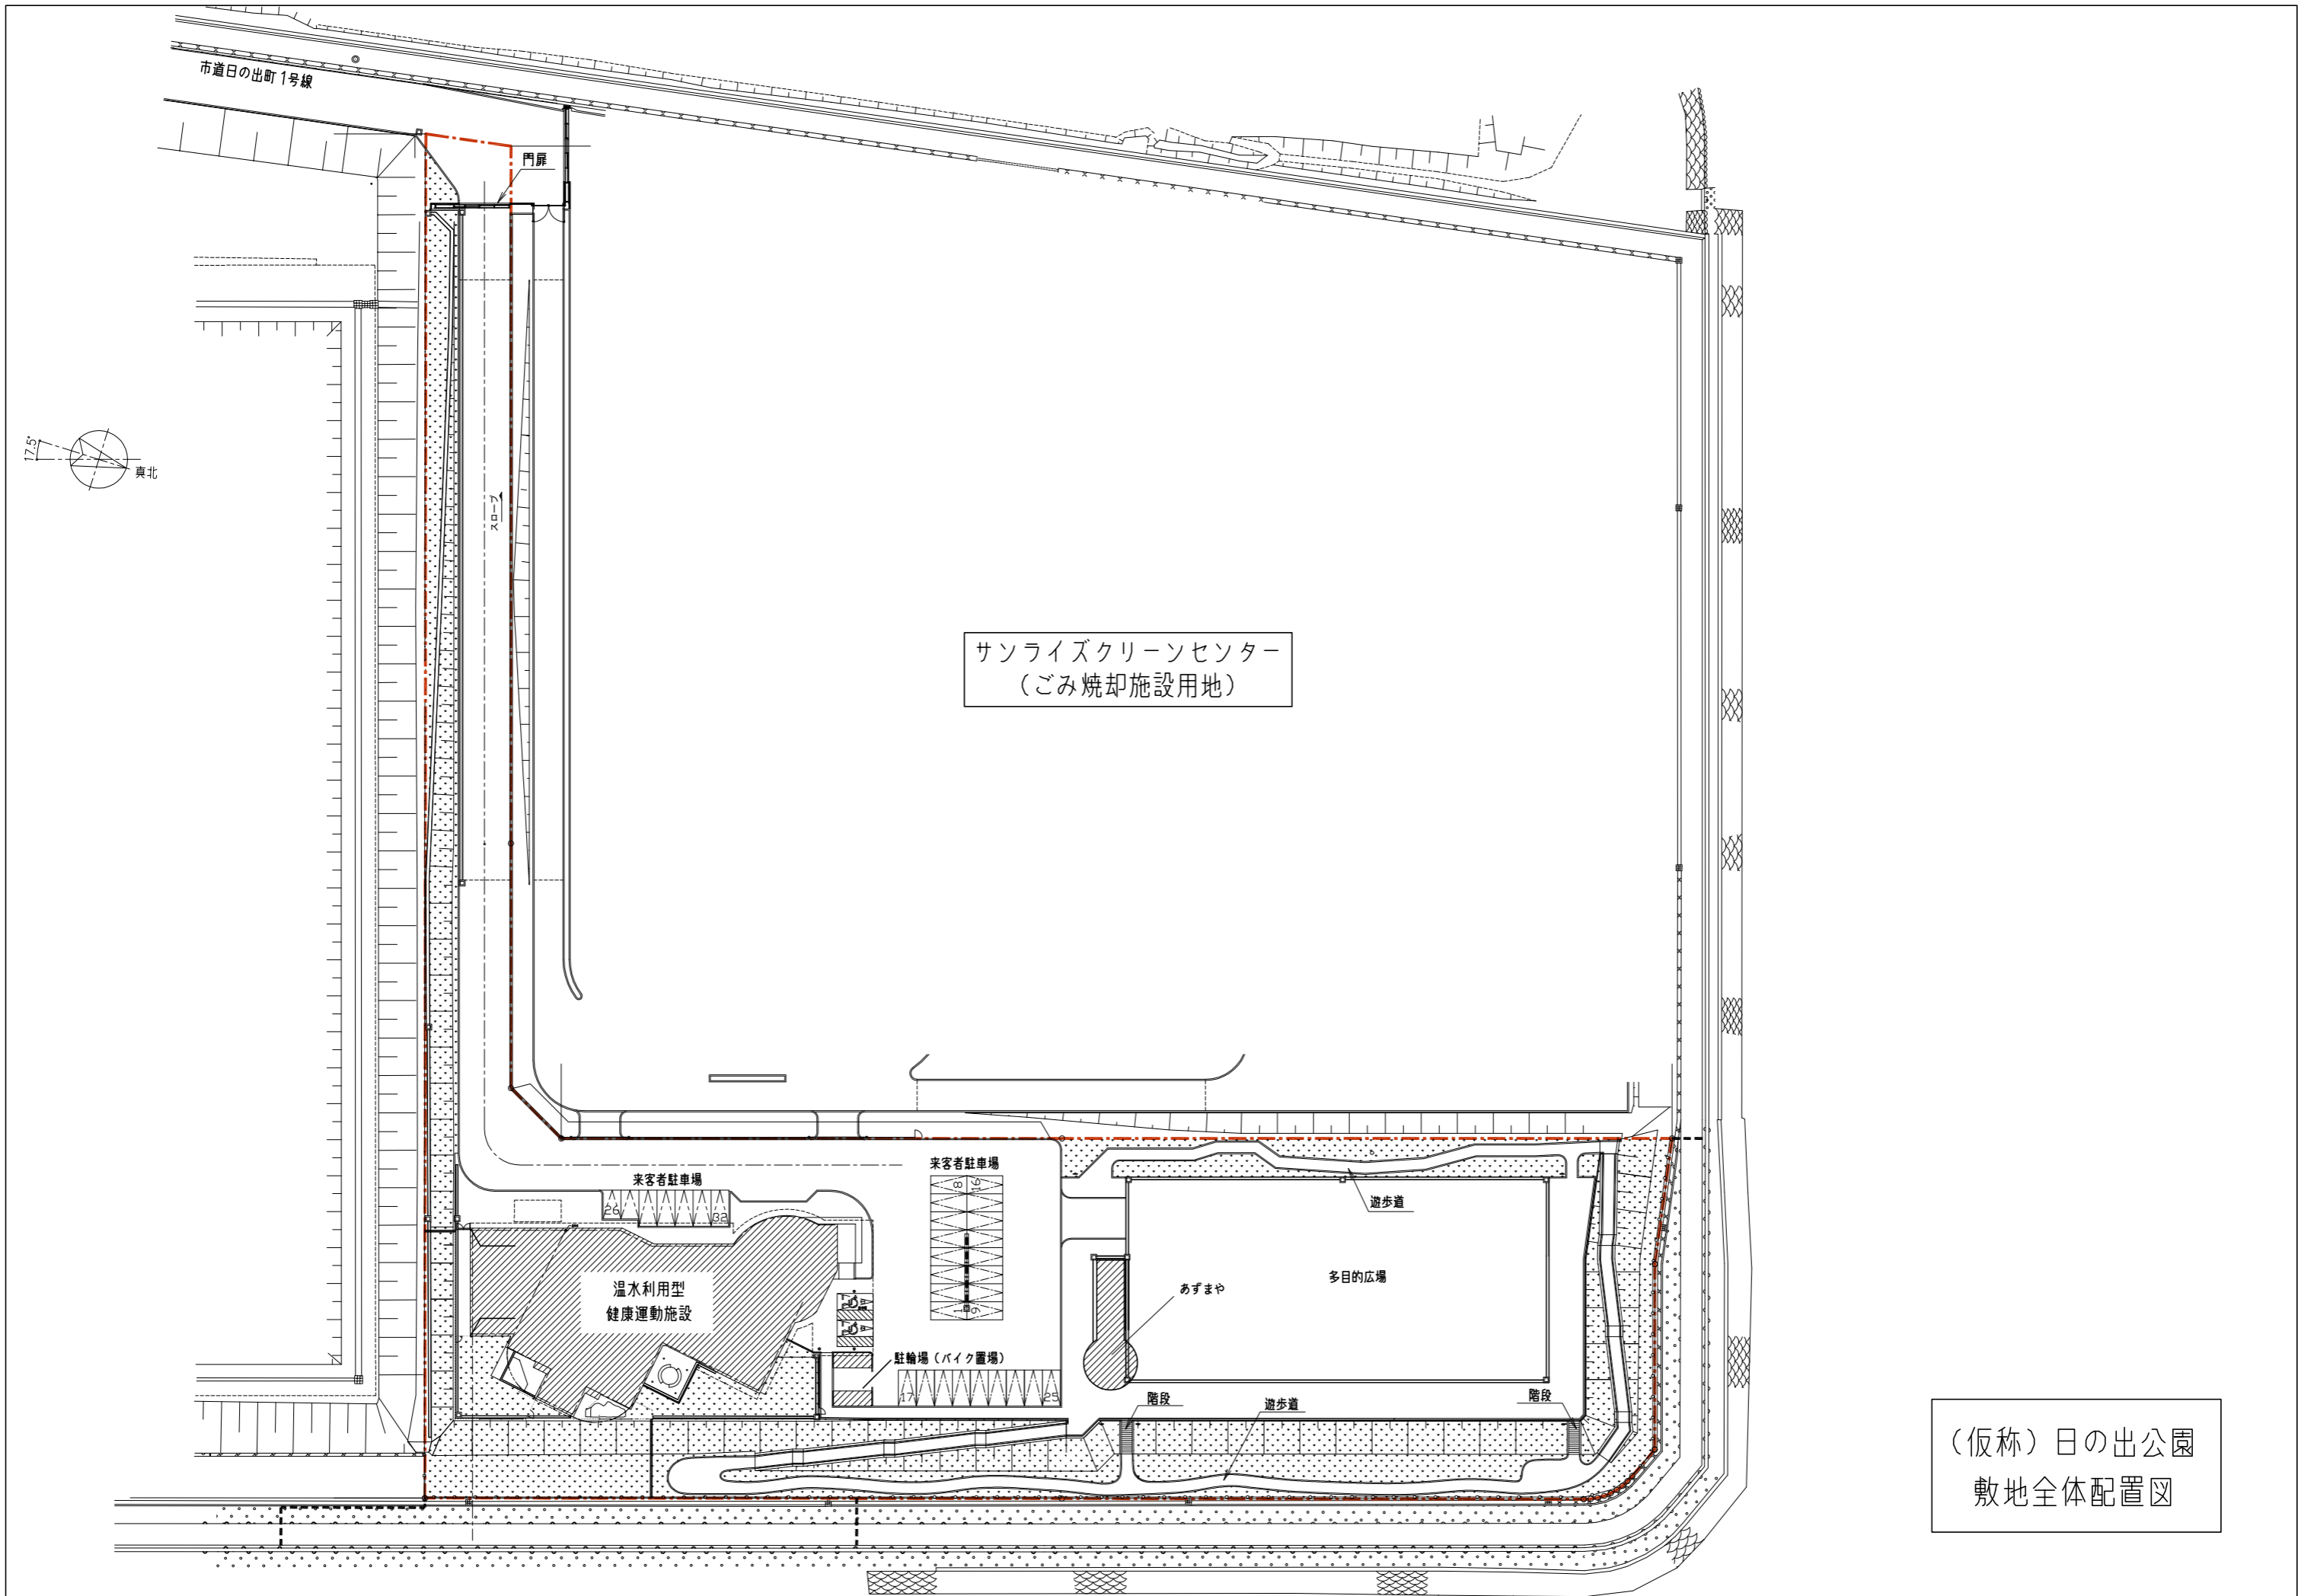 市道日の出町1号線
門扉
17.5°
真北
スロープ
サンライズクリーンセンター
（ごみ焼却施設用地）
来客者駐車場
26
32
来客者駐車場
8
16
1
9
遊歩道
温水利用型
健康運動施設
あずまや
多目的広場
駐輪場（バイク置場）
17
25
階段
遊歩道
階段
（仮称）日の出公園
敷地全体配置図